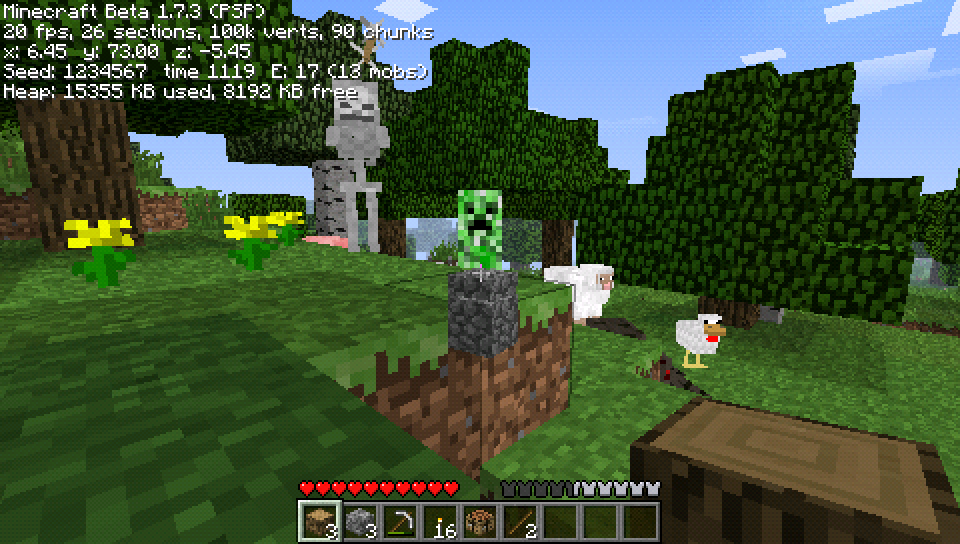 Minecraft Beta 1.7.3 (PSP)
20 fps, 26 sections, 100k verts, 90 chunks
x: 6.45 y: 73.00 z: -5.45
Seed: 1234567 time 1119 E: 17 (13 mobs)
Heap: 15355 KB used, 8192 KB free
3 3 16 2